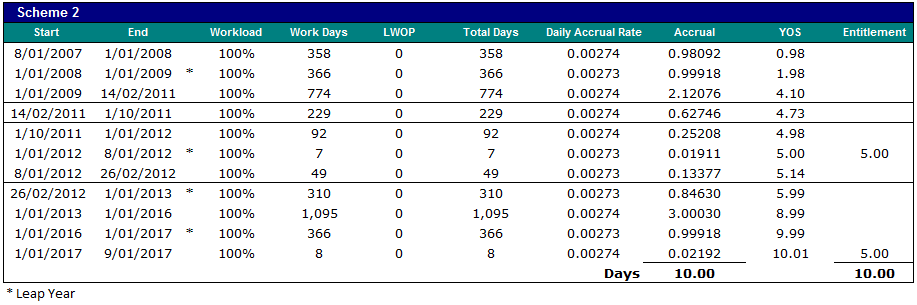 Scheme 2
Start End Workload Work Days LWOP Total Days Daily Accrual Rate Accrual YOS Entitlement
8/01/2007 1/01/2008 100% 358 0 358 0.00274 0.98092 0.98
1/01/2008 1/01/2009 * 100% 366 0 366 0.00273 0.99918 1.98
1/01/2009 14/02/2011 100% 774 0 774 0.00274 2.12076 4.10
14/02/2011 1/10/2011 100% 229 0 229 0.00274 0.62746 4.73
1/10/2011 1/01/2012 100% 92 0 92 0.00274 0.25208 4.98
1/01/2012 8/01/2012 * 100% 7 0 7 0.00273 0.01911 5.00 5.00
8/01/2012 26/02/2012 100% 49 0 49 0.00273 0.13377 5.14
26/02/2012 1/01/2013 * 100% 310 0 310 0.00273 0.84630 5.99
1/01/2013 1/01/2016 100% 1,095 0 1,095 0.00274 3.00030 8.99
1/01/2016 1/01/2017 * 100% 366 0 366 0.00273 0.99918 9.99
1/01/2017 9/01/2017 100% 8 0 8 0.00274 0.02192 10.01 5.00
Days 10.00 10.00
* Leap Year